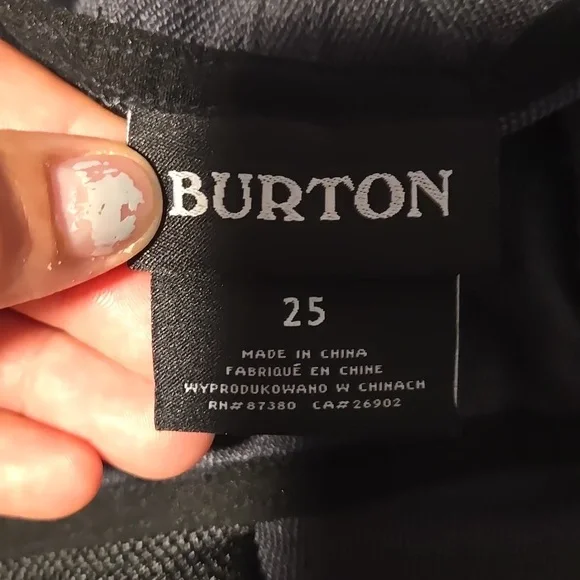 BURTON
25
MADE IN CHINA
FABRIQUÉ EN CHINE
WYPRODUKOWANO W CHINACH
RN# 87380 CA# 26902